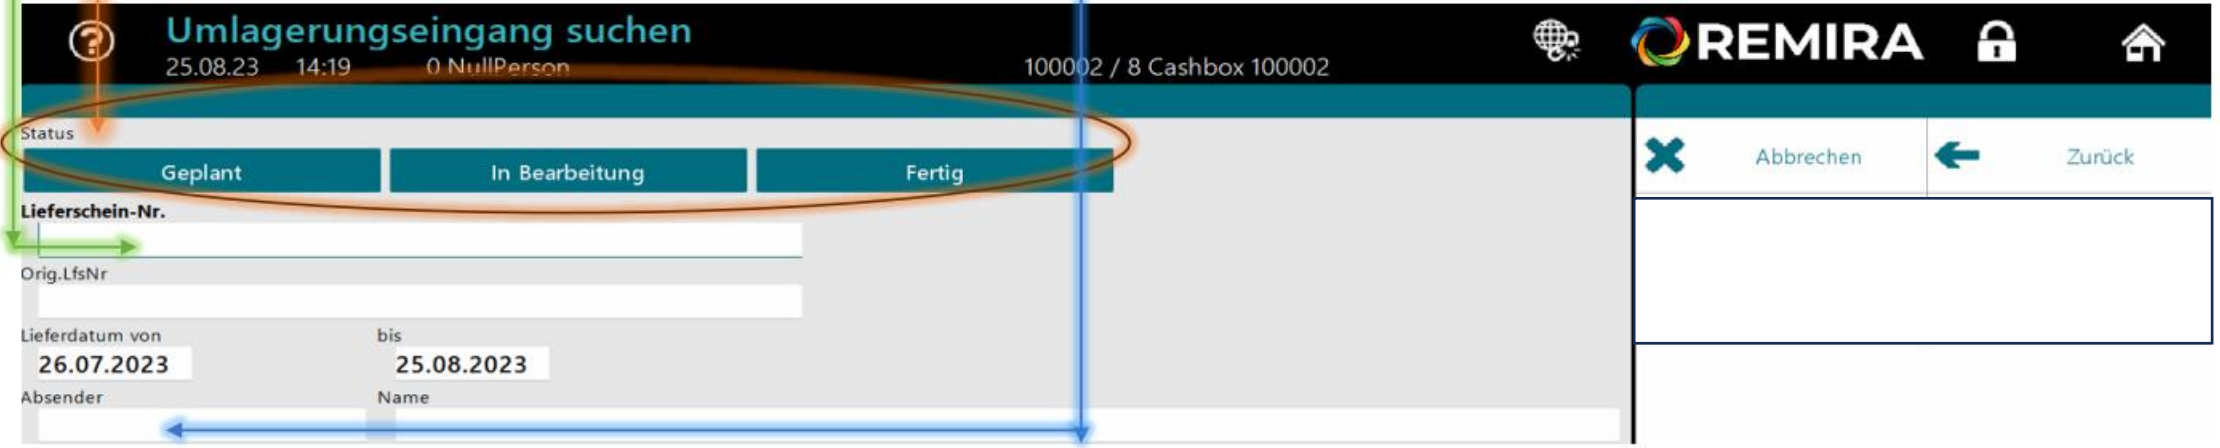 Umlagerungseingang suchen
25.08.23 14:19 0 NullPerson 100002 / 8 Cashbox 100002
REMIRA
Status
Geplant In Bearbeitung Fertig
Abbrechen Zurück
Lieferschein-Nr.
Orig.LfsNr
Lieferdatum von bis
26.07.2023 25.08.2023
Absender Name